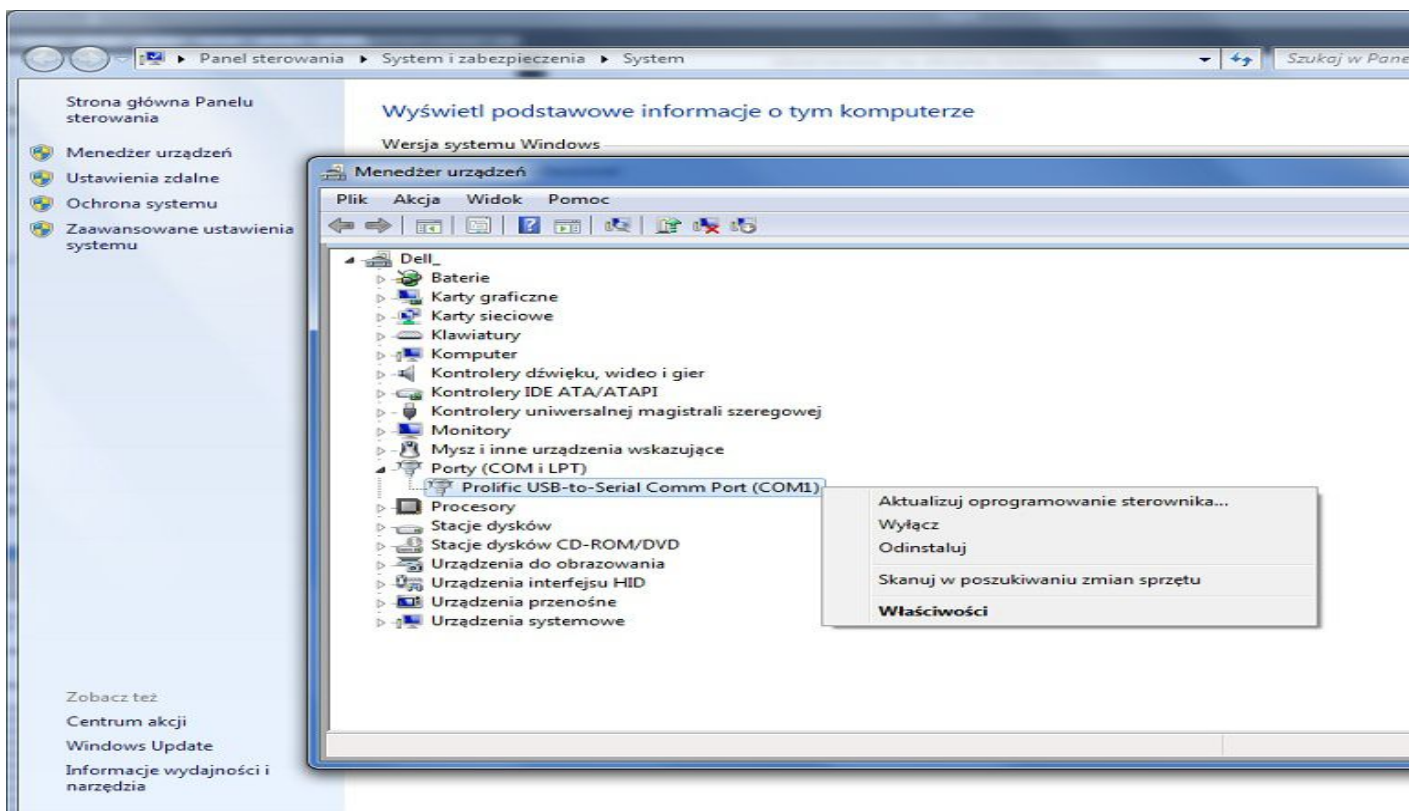 Panel sterowania ▸ System i zabezpieczenia ▸ System
Szukaj w Pane
Strona główna Panelu
sterowania
Menedżer urządzeń
Ustawienia zdalne
Ochrona systemu
Zaawansowane ustawienia
systemu
Wyświetl podstawowe informacje o tym komputerze
Wersja systemu Windows
Menedżer urządzeń
Plik Akcja Widok Pomoc
Dell_
Baterie
Karty graficzne
Karty sieciowe
Klawiatury
Komputer
Kontrolery dźwięku, wideo i gier
Kontrolery IDE ATA/ATAPI
Kontrolery uniwersalnej magistrali szeregowej
Monitory
Mysz i inne urządzenia wskazujące
Porty (COM i LPT)
Prolific USB-to-Serial Comm Port (COM1)
Procesory
Stacje dysków
Stacje dysków CD-ROM/DVD
Urządzenia do obrazowania
Urządzenia interfejsu HID
Urządzenia przenośne
Urządzenia systemowe
Aktualizuj oprogramowanie sterownika...
Wyłącz
Odinstaluj
Skanuj w poszukiwaniu zmian sprzętu
Właściwości
Zobacz też
Centrum akcji
Windows Update
Informacje wydajności i
narzędzia